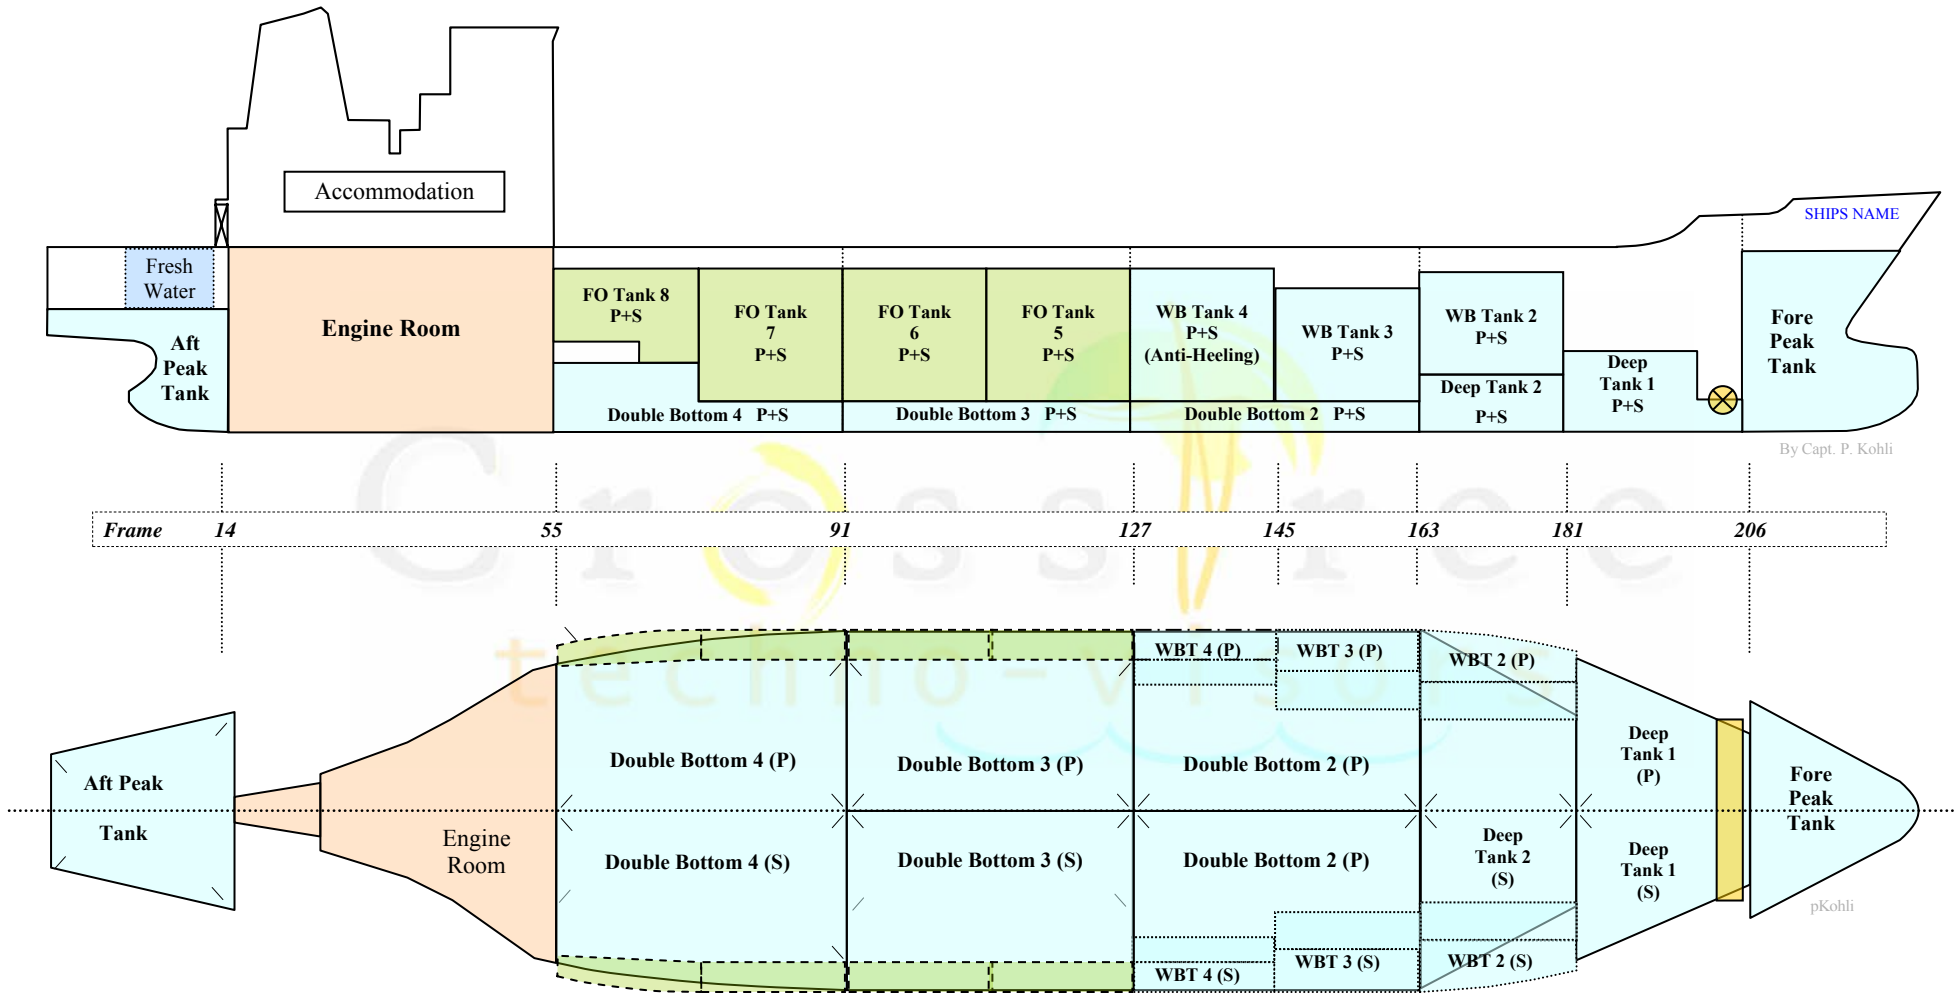 Accommodation
SHIPS NAME
Fresh
Water
Aft
Peak
Tank
Engine Room
FO Tank 8
P+S
FO Tank
7
P+S
FO Tank
6
P+S
FO Tank
5
P+S
WB Tank 4
P+S
(Anti-Heeling)
WB Tank 3
P+S
WB Tank 2
P+S
Deep Tank 2
P+S
Deep
Tank 1
P+S
Fore
Peak
Tank
Double Bottom 4 P+S
Double Bottom 3 P+S
Double Bottom 2 P+S
By Capt. P. Kohli
Frame 14 55 91 127 145 163 181 206
CrossTree
techno-visors
WBT 4 (P)
WBT 3 (P)
WBT 2 (P)
Aft Peak
Tank
Engine
Room
Double Bottom 4 (P)
Double Bottom 3 (P)
Double Bottom 2 (P)
Deep
Tank 1
(P)
Fore
Peak
Tank
Double Bottom 4 (S)
Double Bottom 3 (S)
Double Bottom 2 (P)
Deep
Tank 2
(S)
Deep
Tank 1
(S)
WBT 4 (S)
WBT 3 (S)
WBT 2 (S)
pKohli